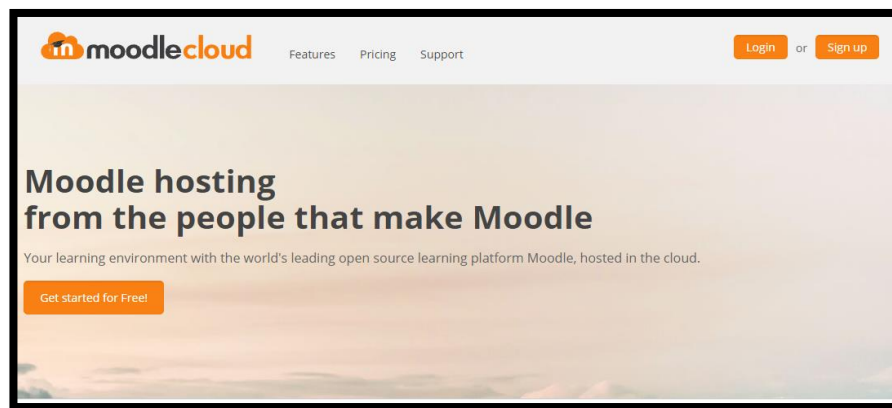 moodlecloud
Features Pricing Support
Login or Sign up
Moodle hosting
from the people that make Moodle
Your learning environment with the world's leading open source learning platform Moodle, hosted in the cloud.
Get started for Free!